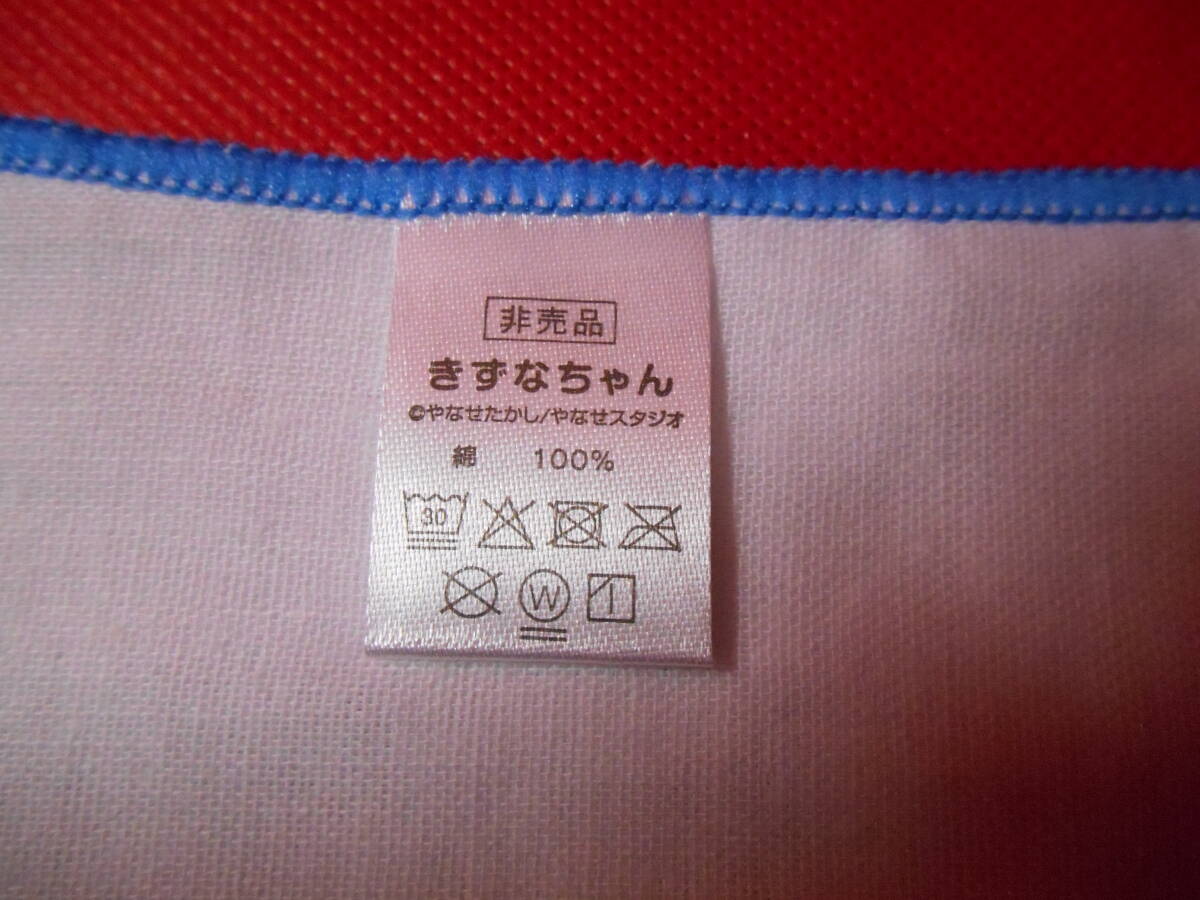 非売品
きずなちゃん
©やなせたかし/やなせスタジオ
綿 100%
30
W